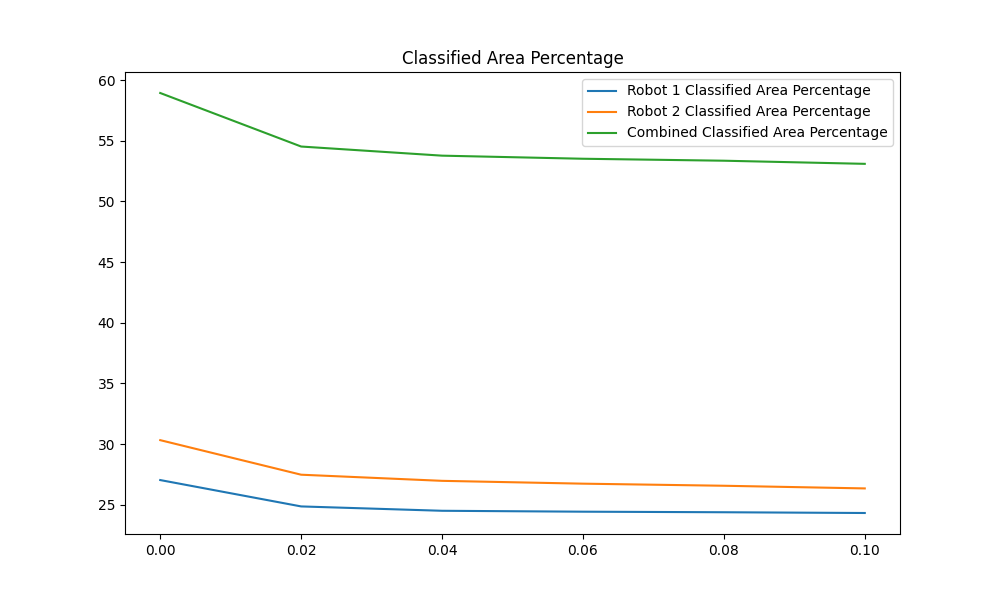 Classified Area Percentage
Robot 1 Classified Area Percentage
Robot 2 Classified Area Percentage
Combined Classified Area Percentage
60
55
50
45
40
35
30
25
0.00 0.02 0.04 0.06 0.08 0.10